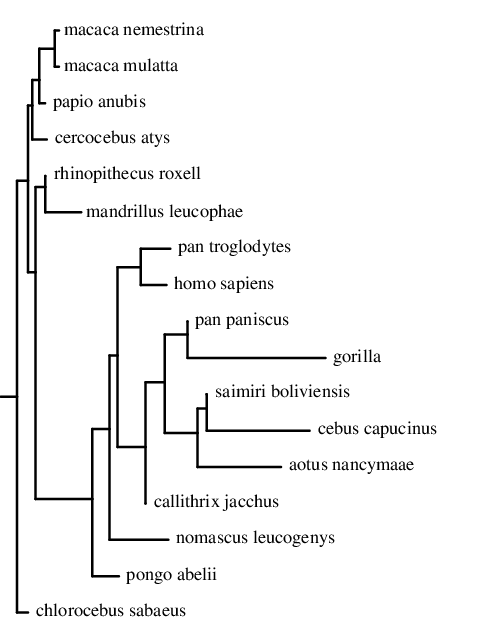 macaca nemestrina
macaca mulatta
papio anubis
cercocebus atys
rhinopithecus roxell
mandrillus leucophae
pan troglodytes
homo sapiens
pan paniscus
gorilla
saimiri boliviensis
cebus capucinus
aotus nancymaae
callithrix jacchus
nomascus leucogenys
pongo abelii
chlorocebus sabaeus